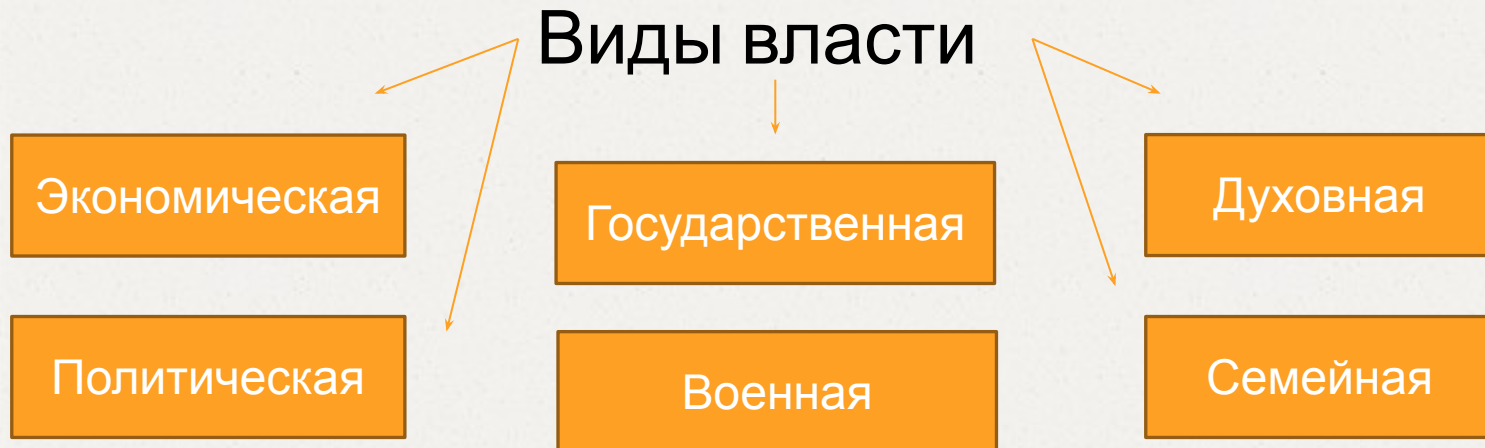 Виды власти
Экономическая
Государственная
Духовная
Политическая
Военная
Семейная